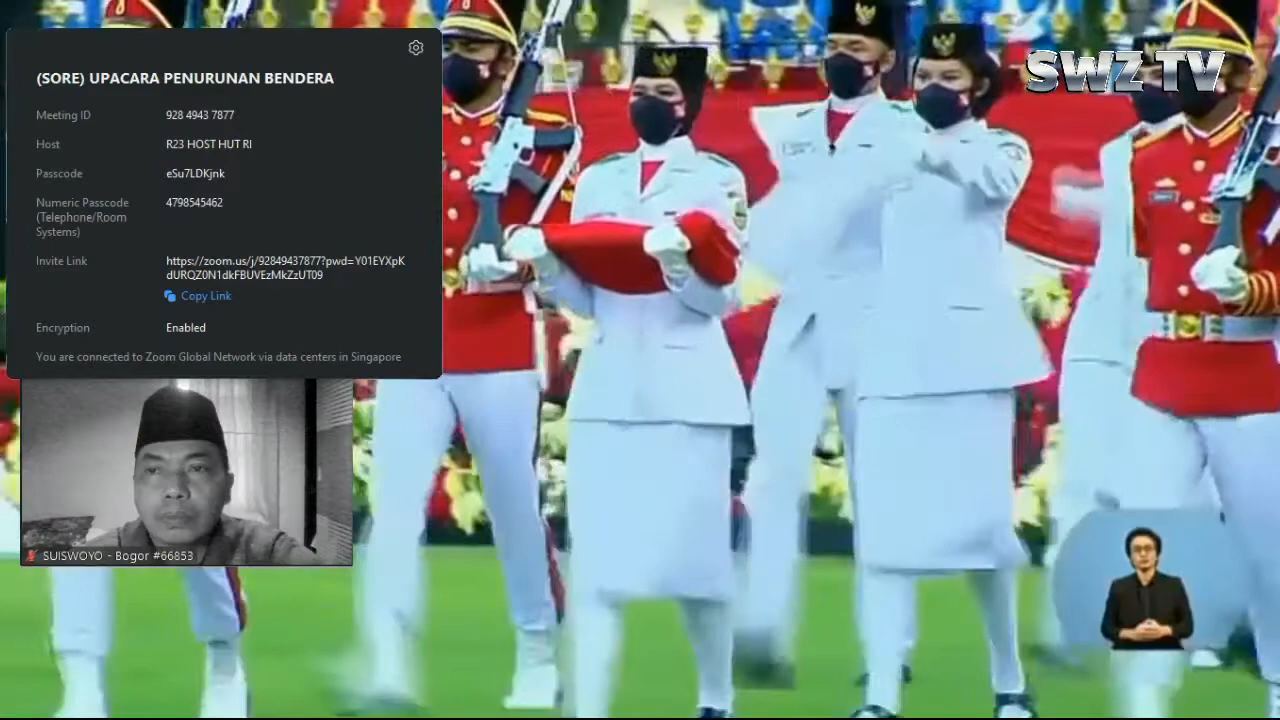 SWZ TV
(SORE) UPACARA PENURUNAN BENDERA
Meeting ID 928 4943 7877
Host R23 HOST HUT RI
Passcode eSu7LDKjnk
Numeric Passcode 4798545462
(Telephone/Room
Systems)
Invite Link https://zoom.us/j/92849437877?pwd=Y01EYXpK
dURQZ0N1dkFBUVEzMkZzUT09
Copy Link
Encryption Enabled
You are connected to Zoom Global Network via data centers in Singapore
SUISWOYO - Bogor #66853